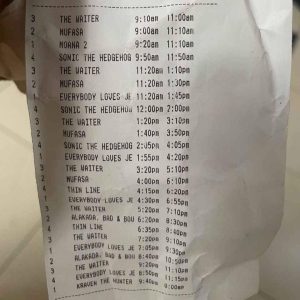 3 THE WAITER 9:10am 11:00am
2 MUFASA 9:00am 11:10am
1 MOANA 2 9:20am 11:10am
4 SONIC THE HEDGEHOG 9:50am 11:50am
3 THE WAITER 11:20am 1:10pm
2 MUFASA 11:20am 1:30pm
1 EVERYBODY LOVES JE 11:20am 1:45pm
4 SONIC THE HEDGEHOG 12:00pm 2:00pm
3 THE WAITER 1:20pm 3:10pm
2 MUFASA 1:40pm 3:50pm
4 SONIC THE HEDGEHOG 2:05pm 4:05pm
1 EVERYBODY LOVES JE 1:55pm 4:20pm
3 THE WAITER 3:20pm 5:10pm
2 MUFASA 4:00pm 6:10pm
4 THIN LINE 4:15pm 6:20pm
1 EVERYBODY LOVES JE 4:30pm 6:55pm
3 THE WAITER 5:20pm 7:10pm
2 ALAKADA, BAD & BOU 6:20pm 8:30pm
4 THIN LINE 6:35pm 8:40pm
3 THE WAITER 7:20pm 9:10pm
1 EVERYBODY LOVES JE 7:05pm 9:30pm
2 ALAKADA, BAD & BOU 8:40pm
3 THE WAITER 9:20pm
1 EVERYBODY LOVES JE 8:50pm 11:15pm
4 KRAVEN THE HUNTER 9:40pm